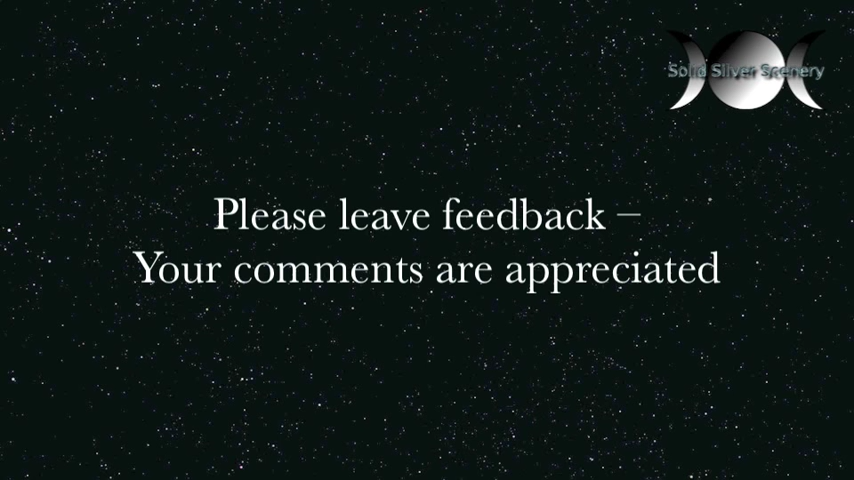 Solid Silver Scenery
Please leave feedback –
Your comments are appreciated